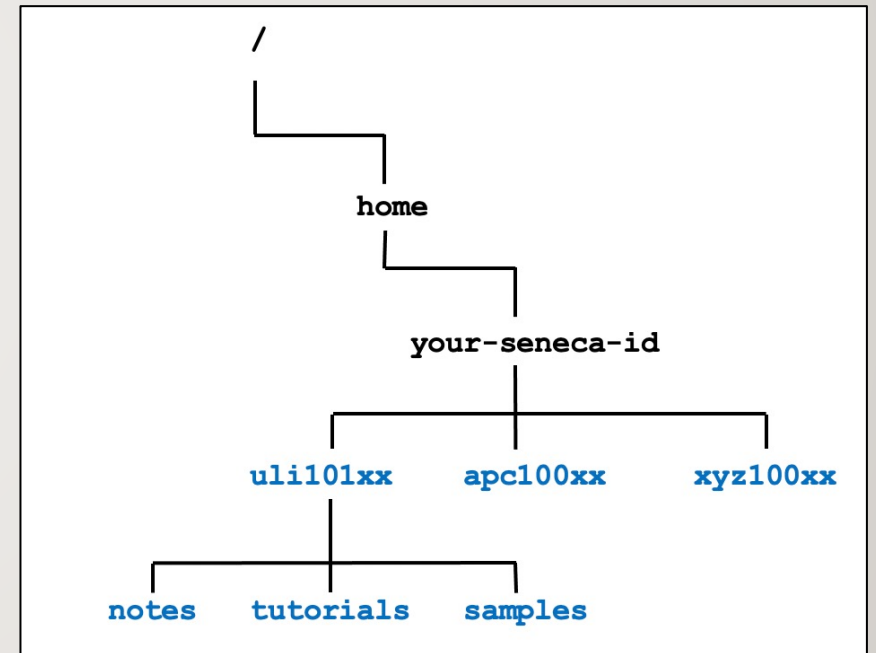 /
home
your-seneca-id
uli101xx apc100xx xyz100xx
notes tutorials samples